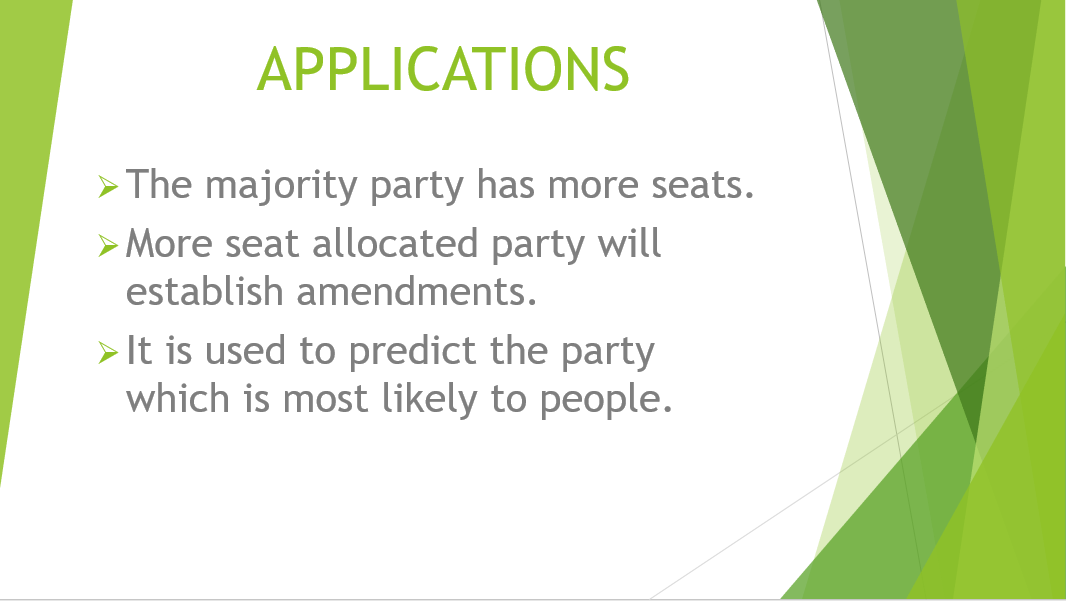 APPLICATIONS
➢The majority party has more seats.
➢More seat allocated party will
establish amendments.
➢It is used to predict the party
which is most likely to people.